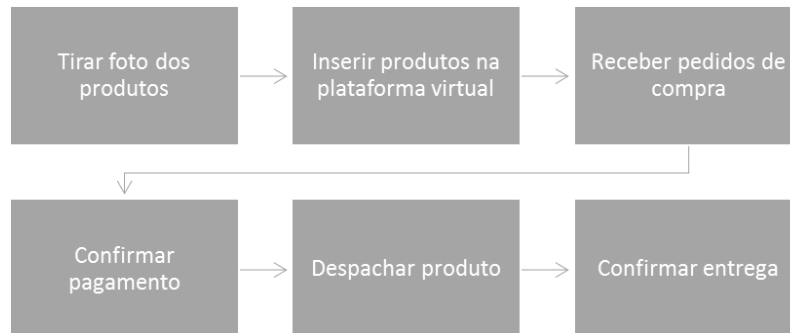 Tirar foto dos
produtos
Inserir produtos na
plataforma virtual
Receber pedidos de
compra
Confirmar
pagamento
Despachar produto
Confirmar entrega